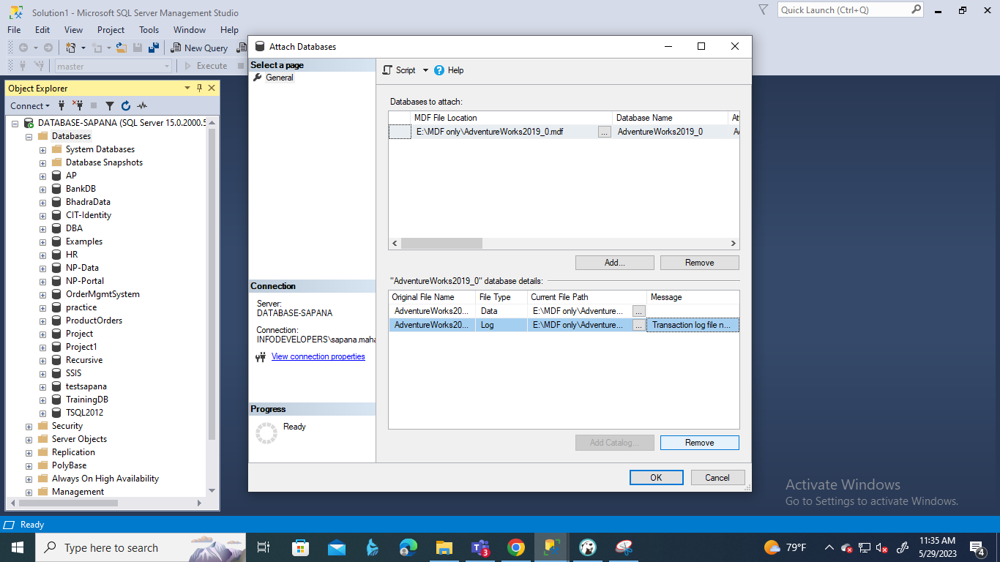 Solution1 - Microsoft SQL Server Management Studio
Quick Launch (Ctrl+Q)
File Edit View Project Tools Window Help
New Query
master
Execute
Attach Databases
Select a page
General
Script
Help
Object Explorer
Connect
DATABASE-SAPANA (SQL Server 15.0.2000.5
Databases
System Databases
Database Snapshots
AP
BankDB
BhadraData
CIT-Identity
DBA
Examples
HR
NP-Data
NP-Portal
OrderMgmtSystem
practice
ProductOrders
Project
Project1
Recursive
SSIS
testsapana
TrainingDB
TSQL2012
Security
Server Objects
Replication
PolyBase
Always On High Availability
Management
Databases to attach:
MDF File Location Database Name At
E:\MDF only\AdventureWorks2019_0.mdf ... AdventureWorks2019_0
Add... Remove
Connection
Server:
DATABASE-SAPANA
Connection:
INFODEVELOPERS\sapana.maha
View connection properties
Progress
Ready
"AdventureWorks2019_0" database details:
Original File Name File Type Current File Path Message
AdventureWorks20... Data E:\MDF only\Adventure... ...
AdventureWorks20... Log E:\MDF only\Adventure... ... Transaction log file n...
Add Catalog... Remove
OK Cancel
Activate Windows
Go to Settings to activate Windows.
Ready
Type here to search
3
79°F
11:35 AM
5/29/2023
4